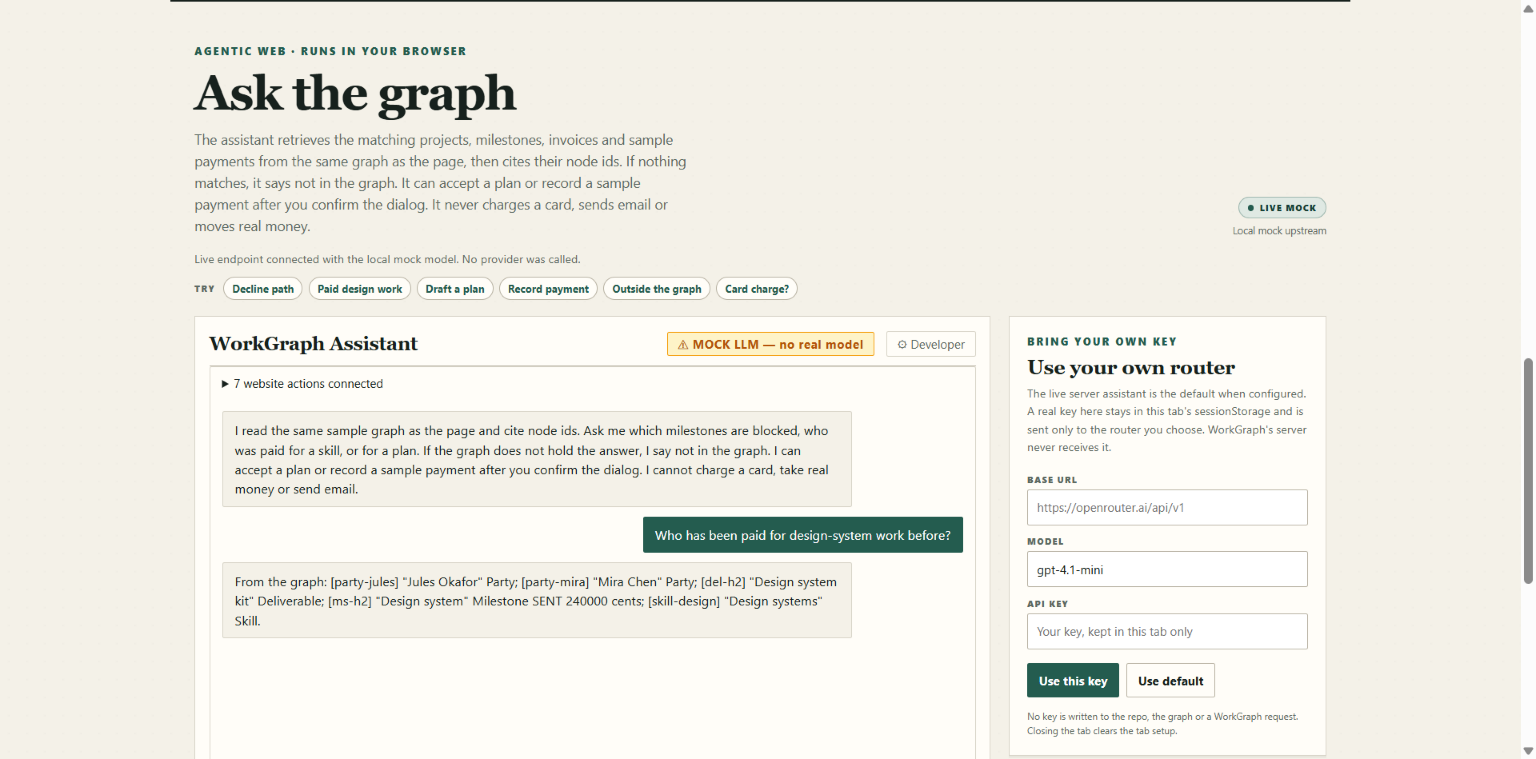 AGENTIC WEB · RUNS IN YOUR BROWSER
Ask the graph
The assistant retrieves the matching projects, milestones, invoices and sample
payments from the same graph as the page, then cites their node ids. If nothing
matches, it says not in the graph. It can accept a plan or record a sample
payment after you confirm the dialog. It never charges a card, sends email or
moves real money.
LIVE MOCK
Local mock upstream
Live endpoint connected with the local mock model. No provider was called.
TRY Decline path Paid design work Draft a plan Record payment Outside the graph Card charge?
WorkGraph Assistant
⚠ MOCK LLM — no real model
⚙ Developer
▶ 7 website actions connected
I read the same sample graph as the page and cite node ids. Ask me which milestones are blocked, who
was paid for a skill, or for a plan. If the graph does not hold the answer, I say not in the graph. I can
accept a plan or record a sample payment after you confirm the dialog. I cannot charge a card, take real
money or send email.
Who has been paid for design-system work before?
From the graph: [party-jules] "Jules Okafor" Party; [party-mira] "Mira Chen" Party; [del-h2] "Design system
kit" Deliverable; [ms-h2] "Design system" Milestone SENT 240000 cents; [skill-design] "Design systems"
Skill.
BRING YOUR OWN KEY
Use your own router
The live server assistant is the default when configured.
A real key here stays in this tab's sessionStorage and is
sent only to the router you choose. WorkGraph's server
never receives it.
BASE URL
https://openrouter.ai/api/v1
MODEL
gpt-4.1-mini
API KEY
Your key, kept in this tab only
Use this key Use default
No key is written to the repo, the graph or a WorkGraph request.
Closing the tab clears the tab setup.